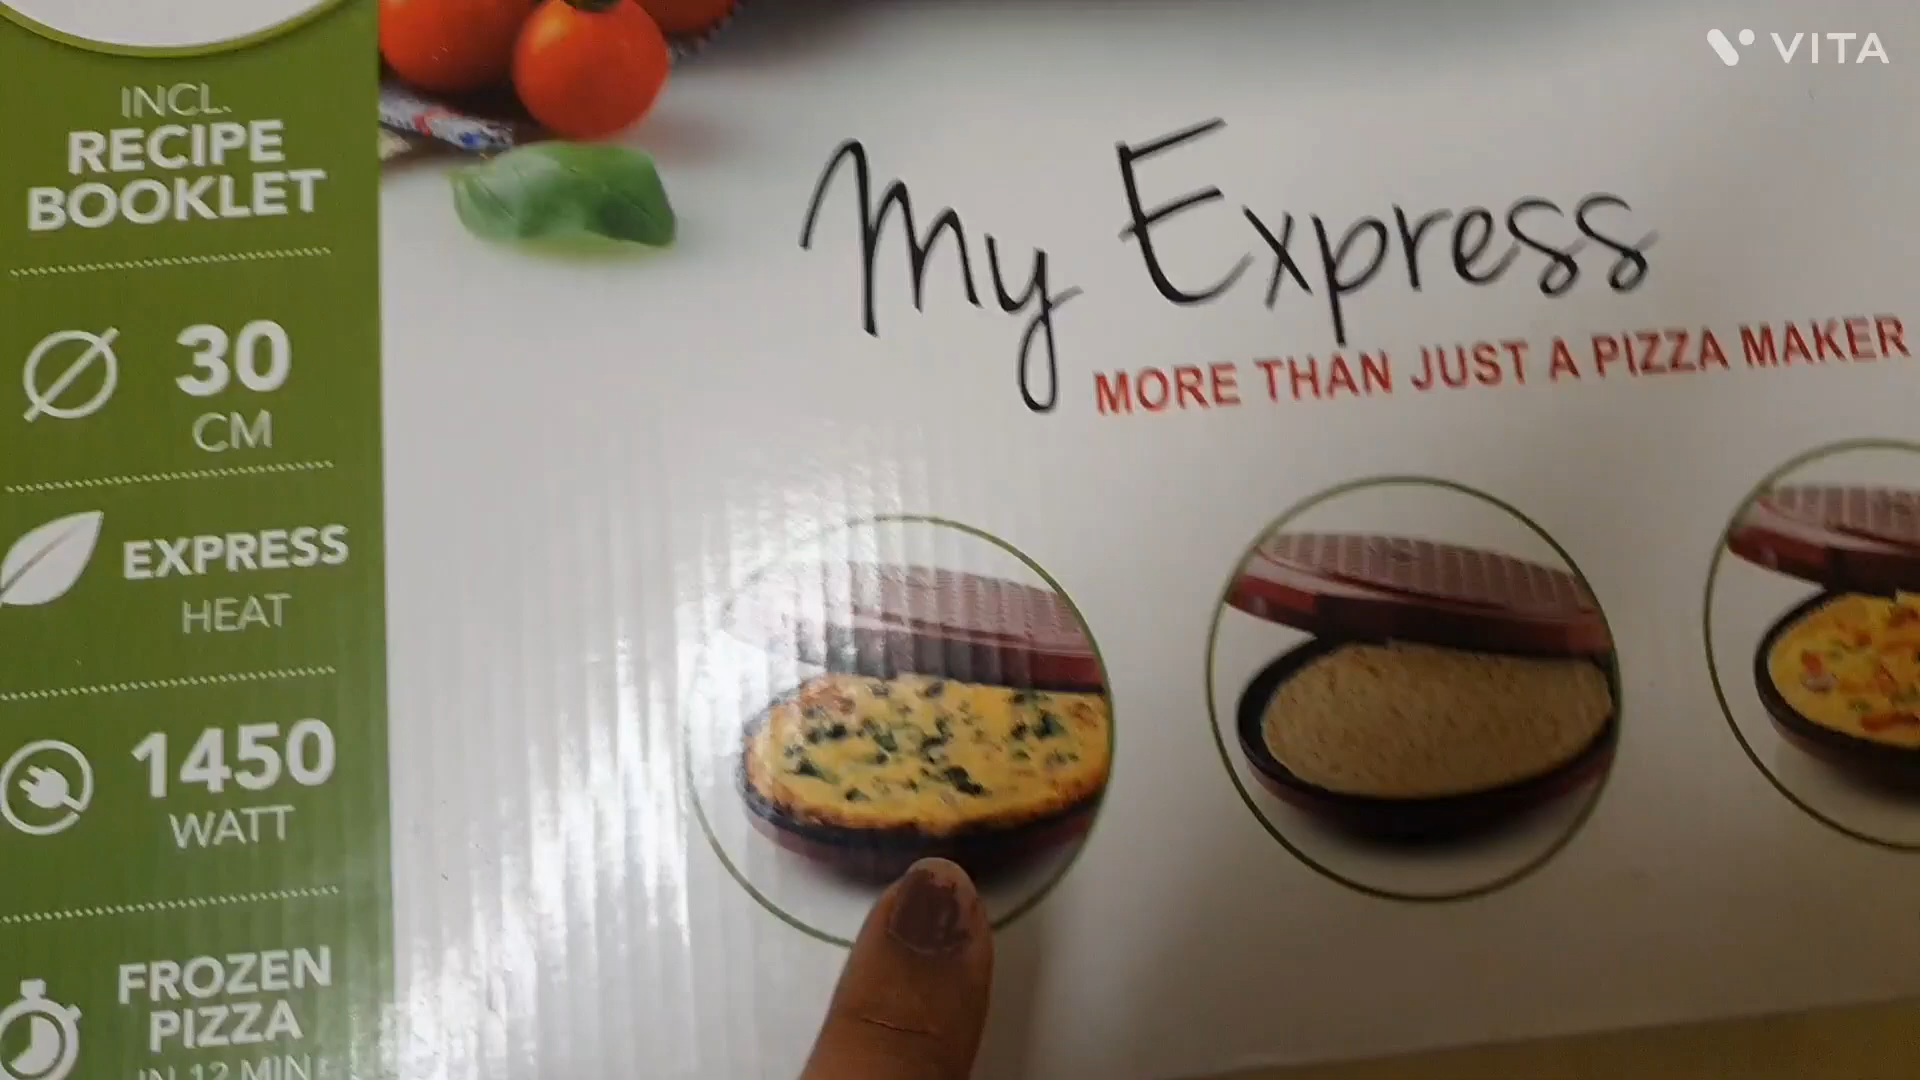 INCL.
RECIPE
BOOKLET
30
CM
EXPRESS
HEAT
1450
WATT
FROZEN
PIZZA
IN 12 MIN
My Express
MORE THAN JUST A PIZZA MAKER
VITA